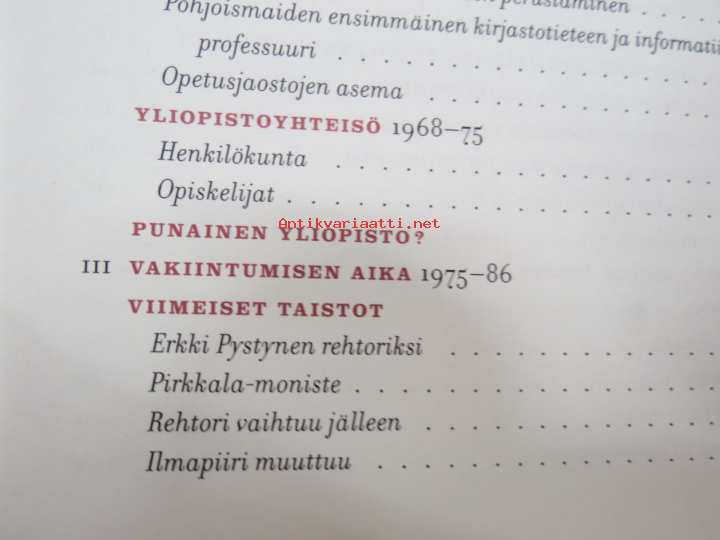 perustaminen . . . .
Pohjoismaiden ensimmäinen kirjastotieteen ja
professuuri . . . . . . . . . . . . . . . .
Opetusjaostojen asema . . . . . . . . . . .
YLIOPISTOYHTEISÖ 1968–75
Henkilökunta . . . . . . . . . . . . . . . .
Opiskelijat . . . . . . . . . . . . . . . . .
Antikvariaatti.net
PUNAINEN YLIOPISTO?
III VAKIINTUMISEN AIKA 1975–86
VIIMEISET TAISTOT
Erkki Pystynen rehtoriksi . . . . . . . . . .
Pirkkala-moniste . . . . . . . . . . . . . .
Rehtori vaihtuu jälleen . . . . . . . . . . .
Ilmapiiri muuttuu . . . . . . . . . . . . .